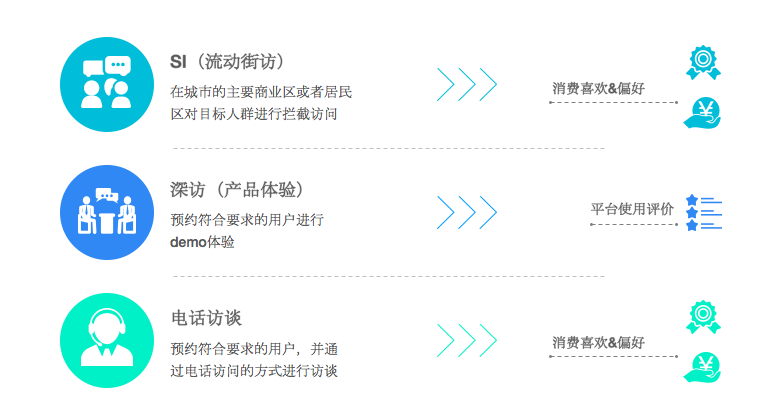 SI（流动街访）
在城市的主要商业区或者居民
区对目标人群进行拦截访问
消费喜欢&偏好
深访（产品体验）
预约符合要求的用户进行
demo体验
平台使用评价
电话访谈
预约符合要求的用户，并通
过电话访问的方式进行访谈
消费喜欢&偏好